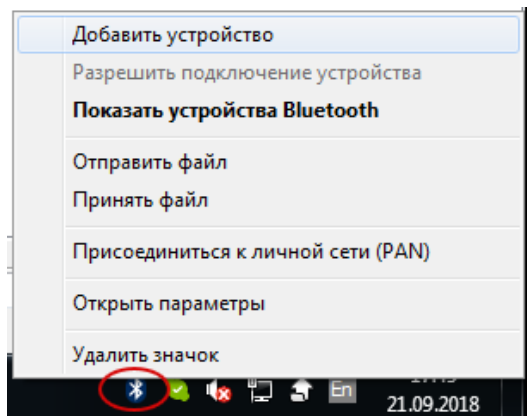 Добавить устройство
Разрешить подключение устройства
Показать устройства Bluetooth
Отправить файл
Принять файл
Присоединиться к личной сети (PAN)
Открыть параметры
Удалить значок
En
21.09.2018